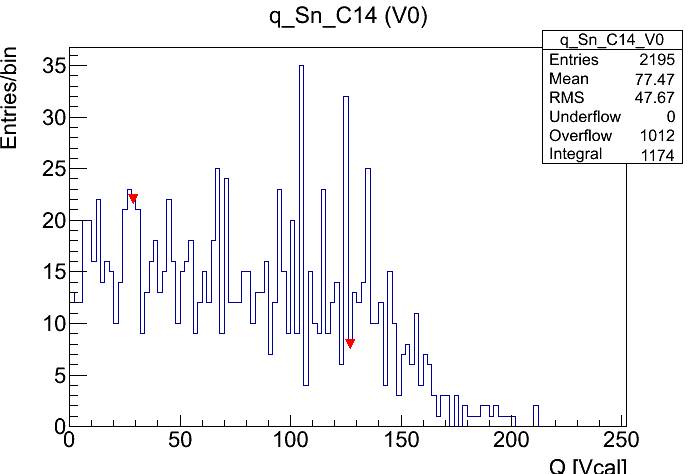 q_Sn_C14 (V0)
q_Sn_C14_V0
Entries 2195
Mean 77.47
RMS 47.67
Underflow 0
Overflow 1012
Integral 1174
Entries/bin
35
30
25
20
15
10
5
0
0 50 100 150 200 250
Q [Vcal]